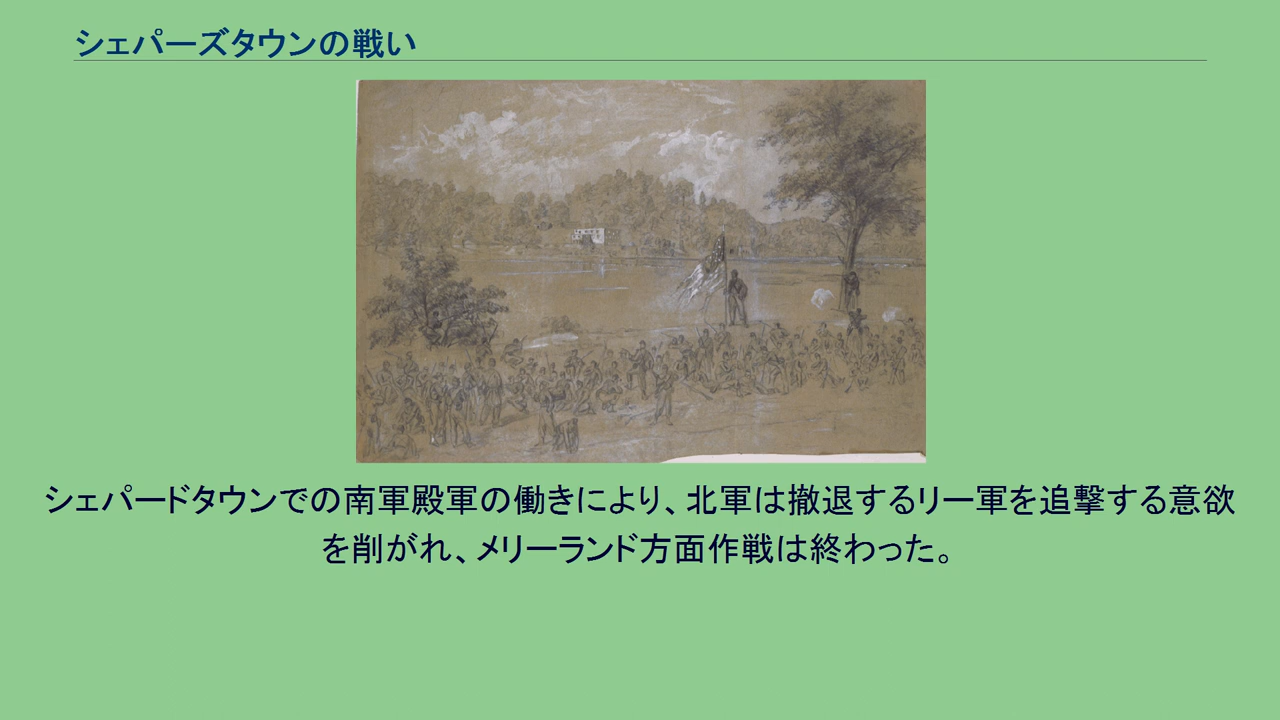 シェパーズタウンの戦い
シェパードタウンでの南軍殿軍の働きにより、北軍は撤退するリー軍を追撃する意欲
を削がれ、メリーランド方面作戦は終わった。